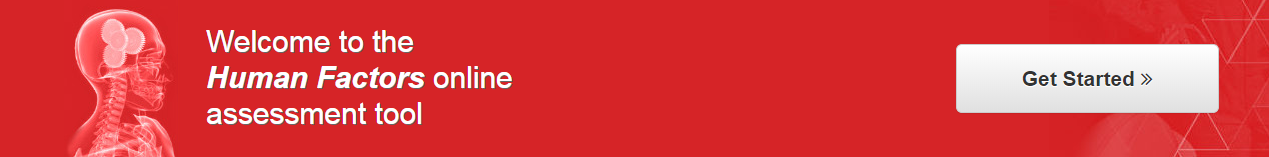 Welcome to the
Human Factors online
assessment tool
Get Started »